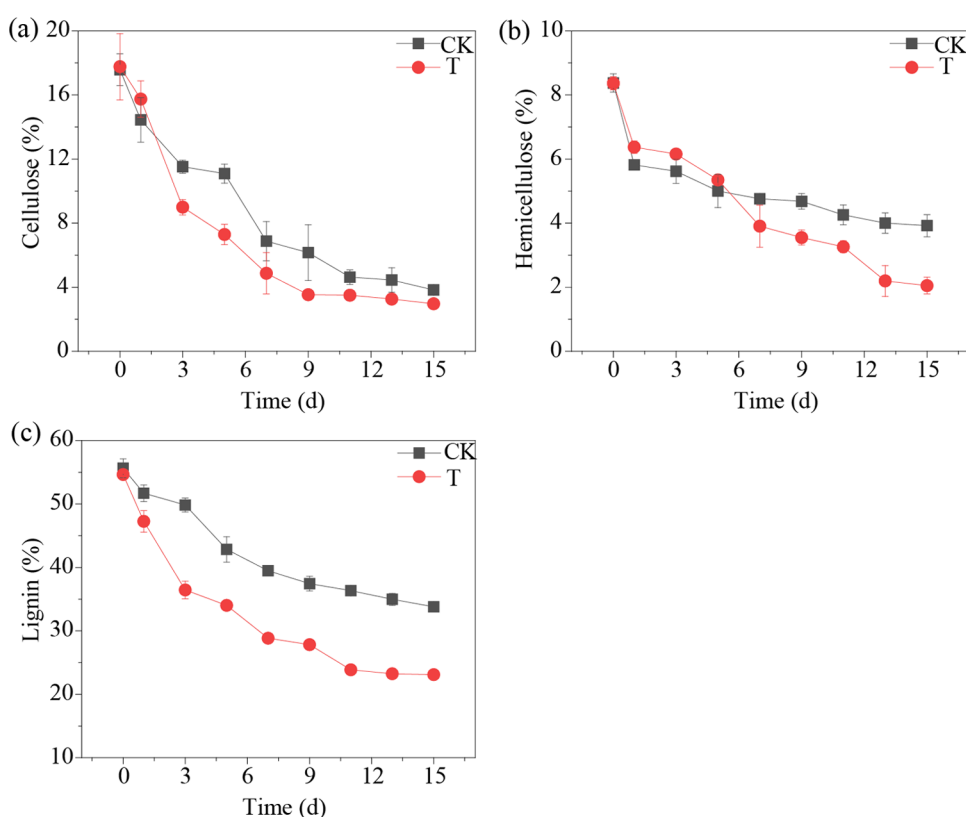 (a)
20
16
12
8
4
0
Cellulose (%)
CK
T
0 3 6 9 12 15
Time (d)
(b)
8
6
4
2
0
Hemicellulose (%)
CK
T
0 3 6 9 12 15
Time (d)
(c)
60
50
40
30
20
10
Lignin (%)
CK
T
0 3 6 9 12 15
Time (d)